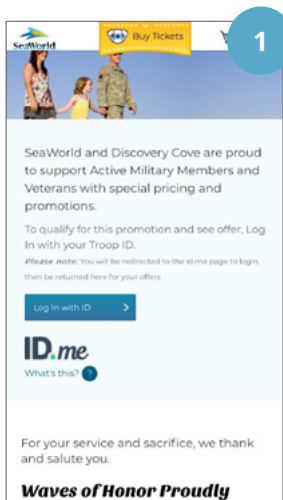 SeaWorld
Buy Tickets
1
SeaWorld and Discovery Cove are proud
to support Active Military Members and
Veterans with special pricing and
promotions.
To qualify for this promotion and see offer, Log
In with your Troop ID.
Please note: You will be redirected to the id.me page to login,
then be returned here for your offers
Log In with ID
ID.me
What's this? ?
For your service and sacrifice, we thank
and salute you.
Waves of Honor Proudly